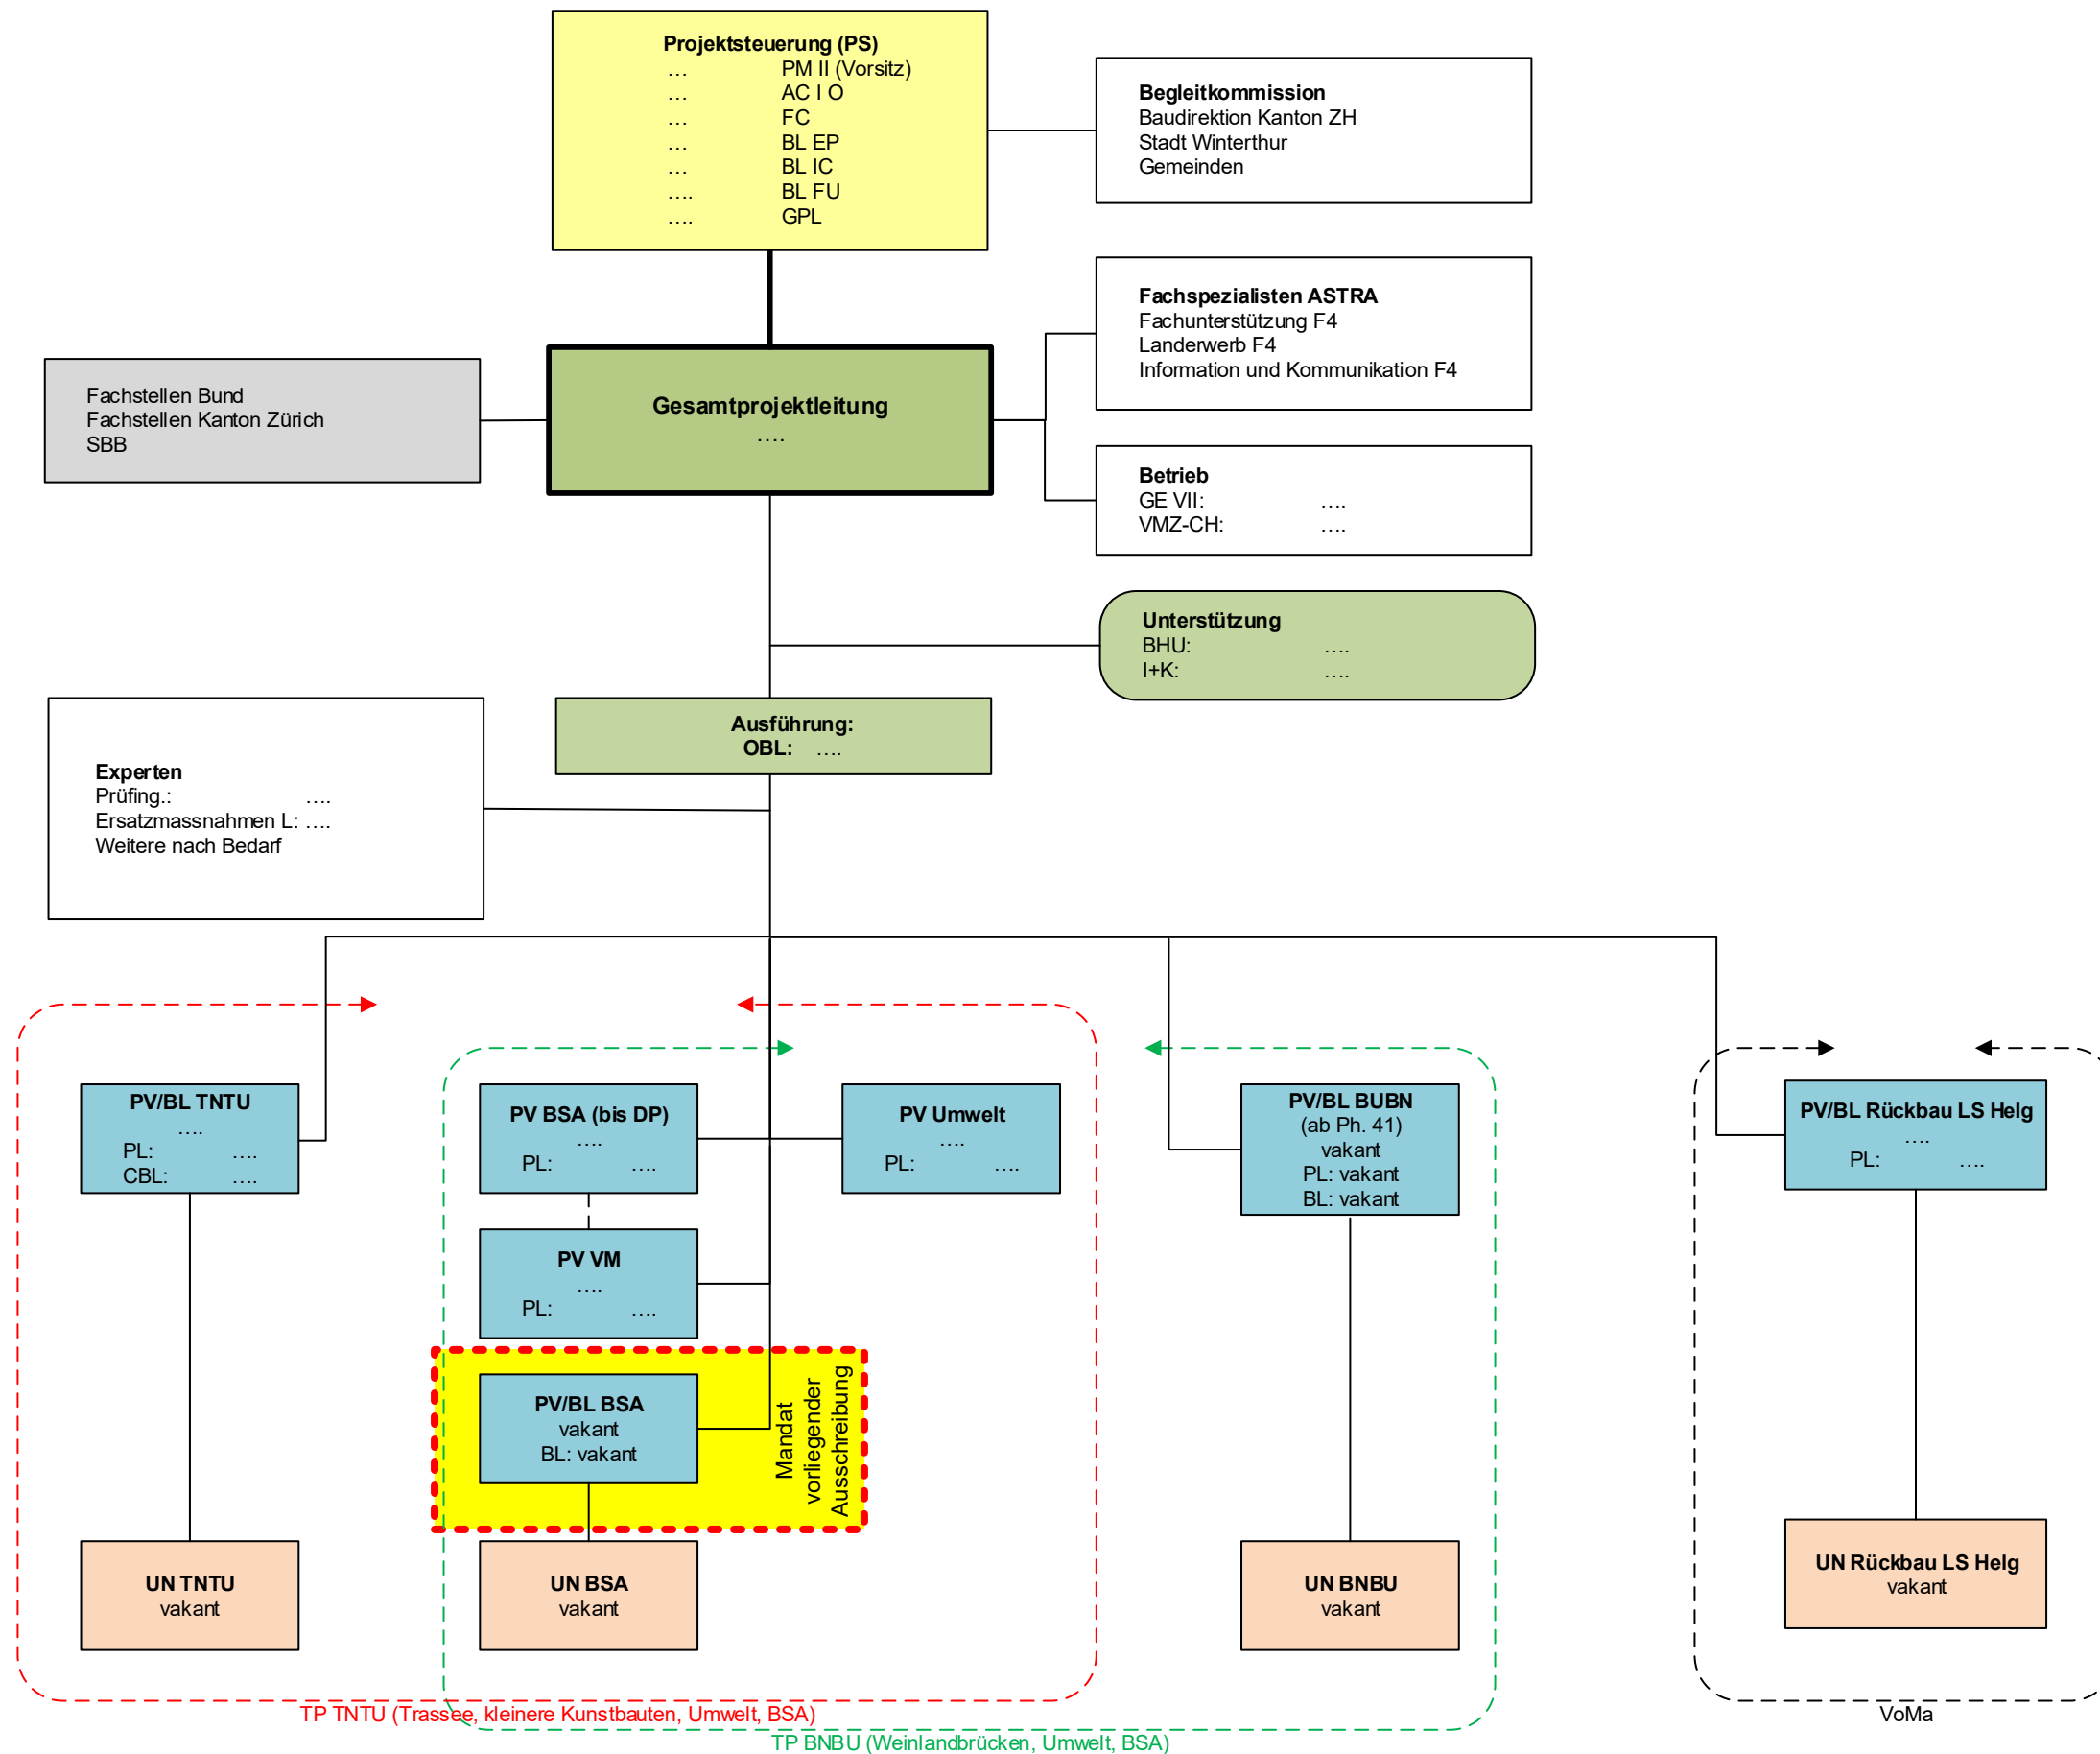 Projektsteuerung (PS)
… PM II (Vorsitz)
… AC I O
… FC
… BL EP
… BL IC
…. BL FU
…. GPL
Begleitkommission
Baudirektion Kanton ZH
Stadt Winterthur
Gemeinden
Fachspezialisten ASTRA
Fachunterstützung F4
Landerwerb F4
Information und Kommunikation F4
Fachstellen Bund
Fachstellen Kanton Zürich
SBB
Gesamtprojektleitung
….
Betrieb
GE VII: ….
VMZ-CH: ….
Unterstützung
BHU: ….
I+K: ….
Ausführung:
OBL: ….
Experten
Prüfing.: ….
Ersatzmassnahmen L: ….
Weitere nach Bedarf
PV/BL TNTU
….
PL: ….
CBL: ….
PV BSA (bis DP)
….
PL: ….
PV Umwelt
….
PL: ….
PV/BL BUBN
(ab Ph. 41)
vakant
PL: vakant
BL: vakant
PV/BL Rückbau LS Helg
….
PL: ….
PV VM
….
PL: ….
PV/BL BSA
vakant
BL: vakant
Mandat
vorliegender
Ausschreibung
UN TNTU
vakant
UN BSA
vakant
UN BNBU
vakant
UN Rückbau LS Helg
vakant
TP TNTU (Trassee, kleinere Kunstbauten, Umwelt, BSA)
VoMa
TP BNBU (Weinlandbrücken, Umwelt, BSA)